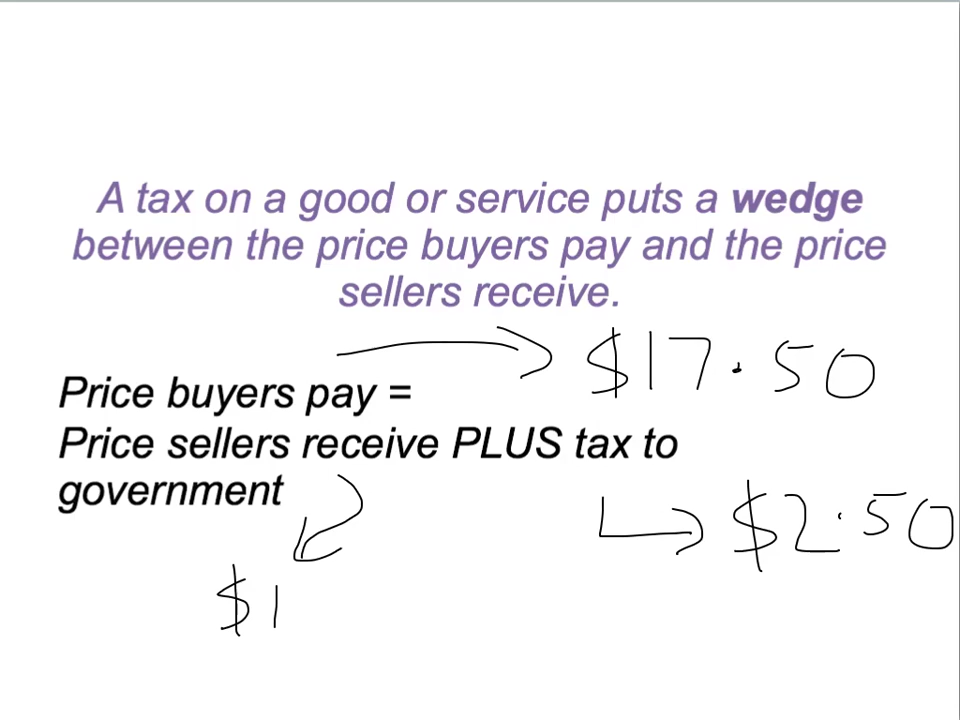 A tax on a good or service puts a wedge
between the price buyers pay and the price
sellers receive.
$17.50
Price buyers pay =
Price sellers receive PLUS tax to
government
$2.50
$1